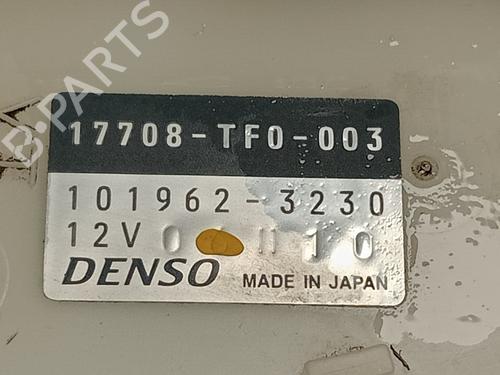 17708-TF0-003
101962-3230
12V
DENSO MADE IN JAPAN
B-PARTS